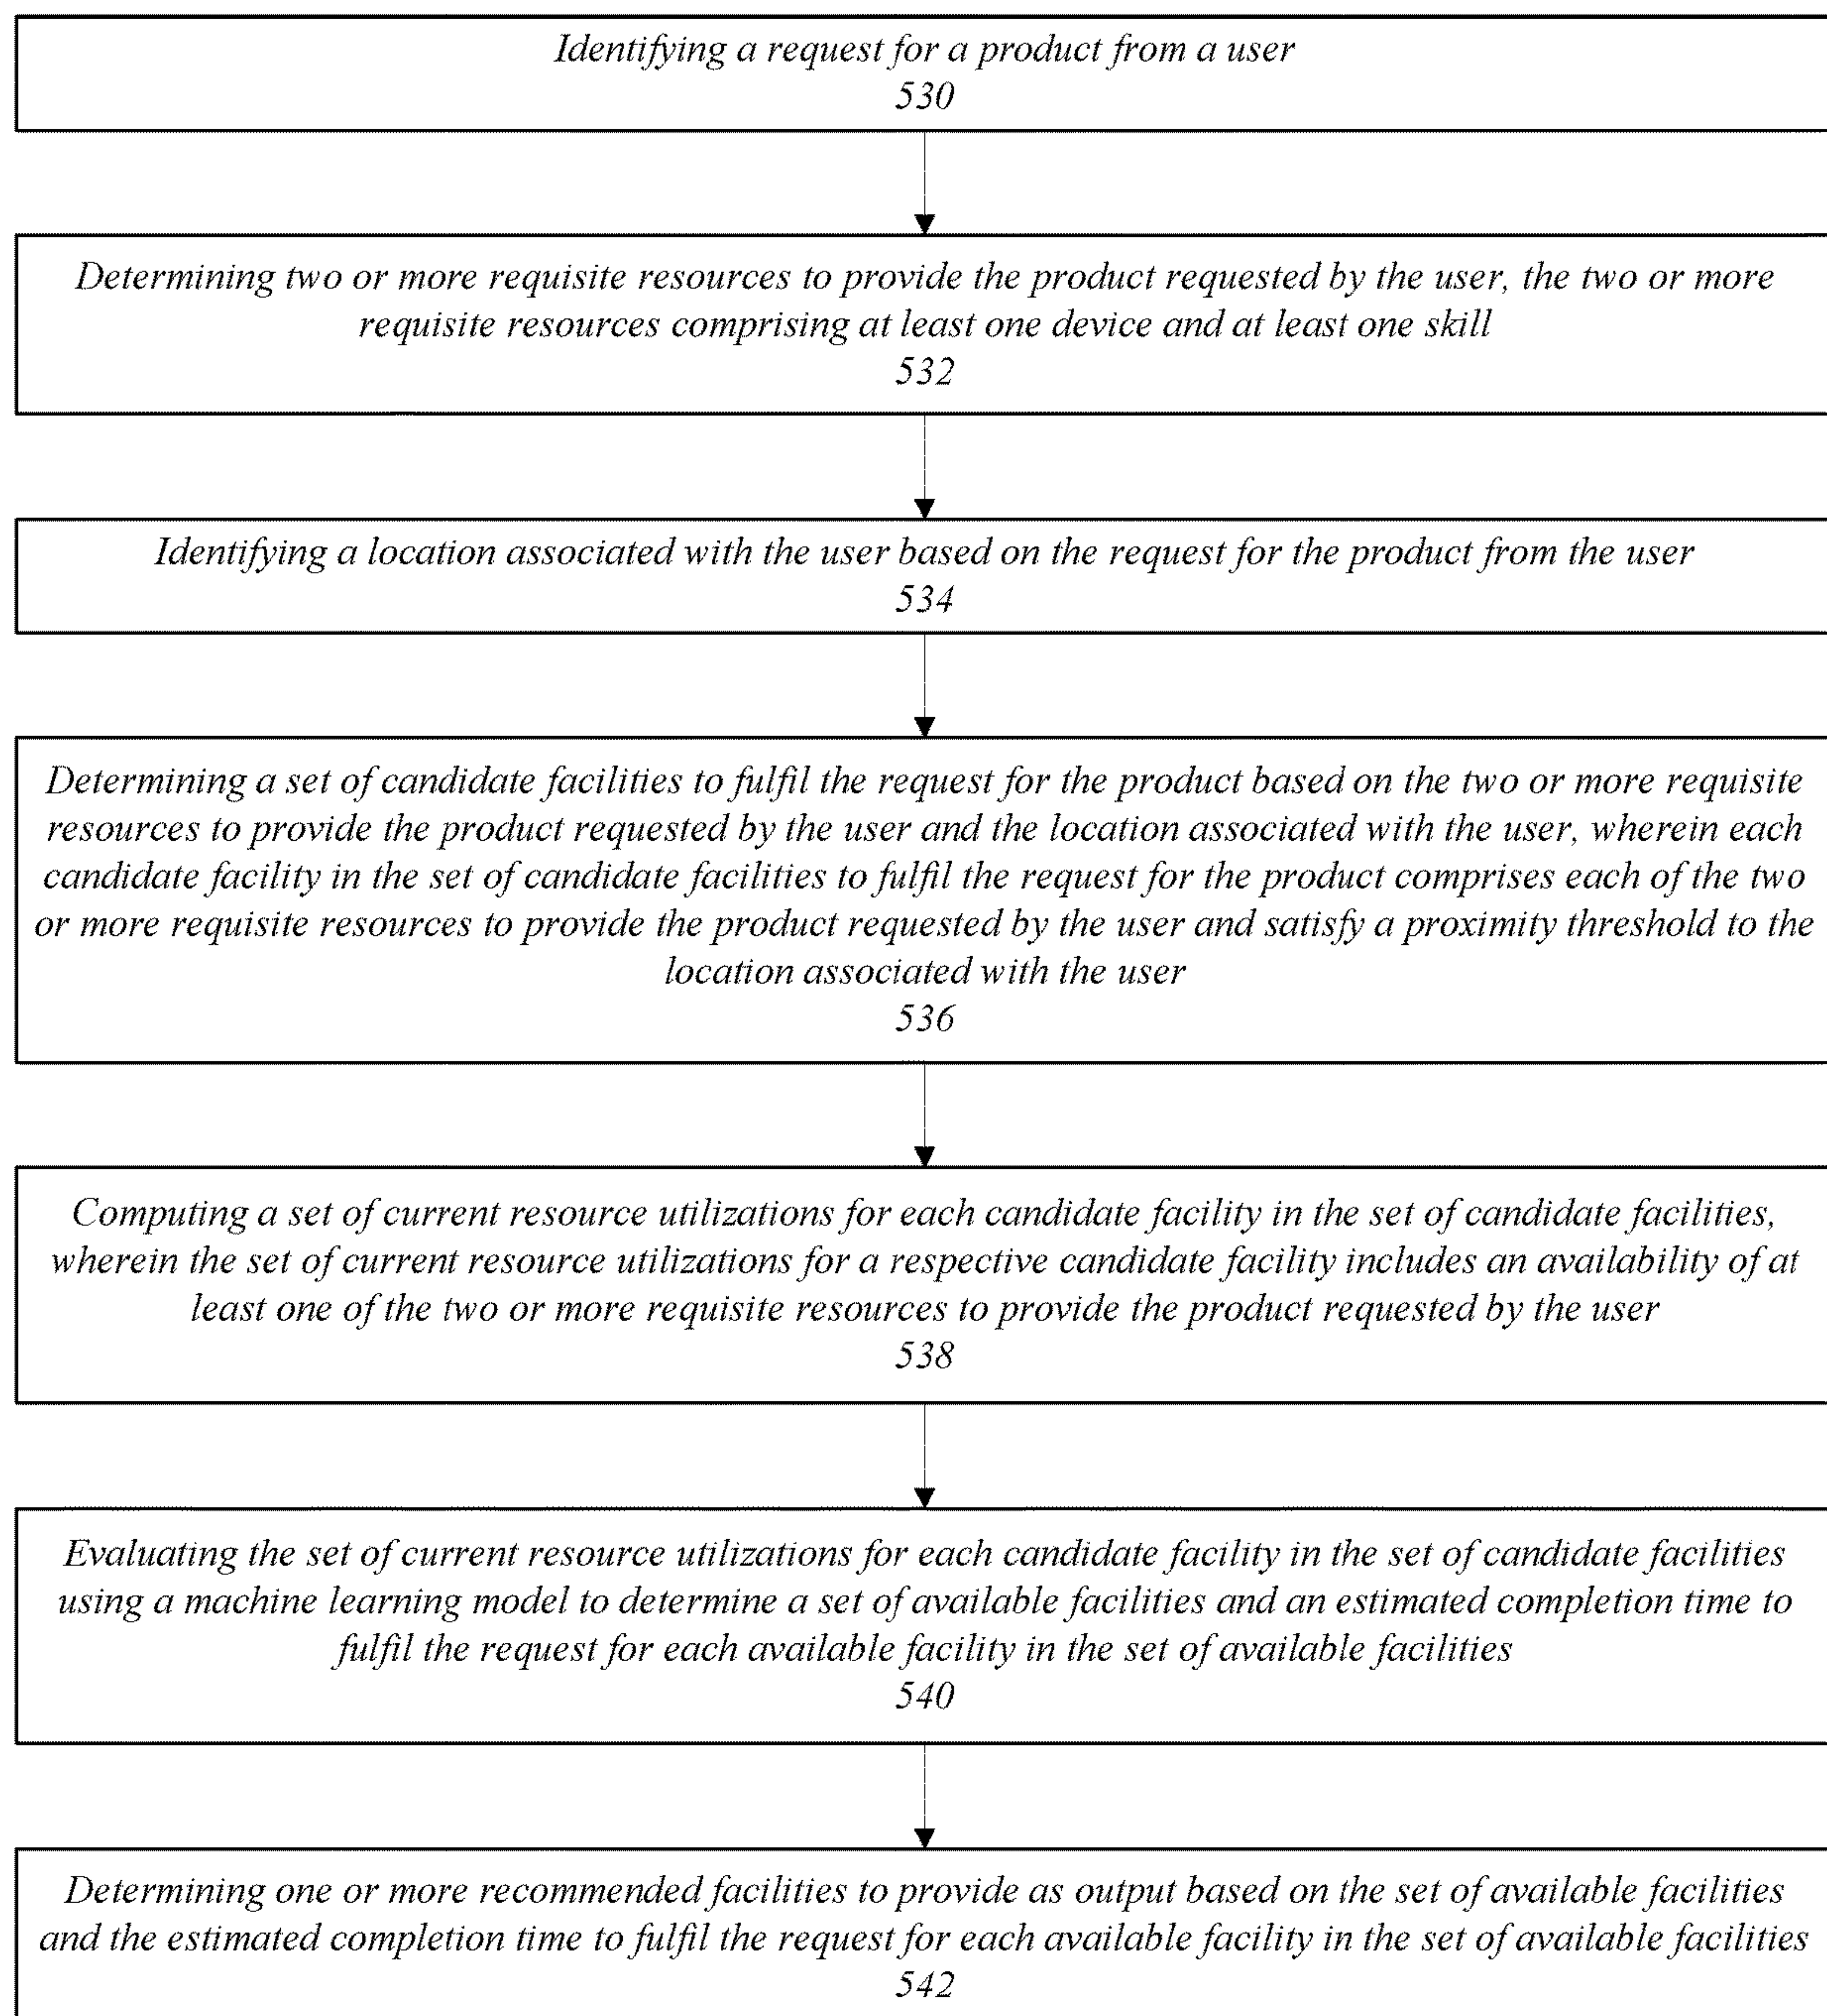 Identifying a request for a product from a user
530
Determining two or more requisite resources to provide the product requested by the user, the two or more
requisite resources comprising at least one device and at least one skill
532
Identifying a location associated with the user based on the request for the product from the user
534
Determining a set of candidate facilities to fulfil the request for the product based on the two or more requisite
resources to provide the product requested by the user and the location associated with the user, wherein each
candidate facility in the set of candidate facilities to fulfil the request for the product comprises each of the two
or more requisite resources to provide the product requested by the user and satisfy a proximity threshold to the
location associated with the user
536
Computing a set of current resource utilizations for each candidate facility in the set of candidate facilities,
wherein the set of current resource utilizations for a respective candidate facility includes an availability of at
least one of the two or more requisite resources to provide the product requested by the user
538
Evaluating the set of current resource utilizations for each candidate facility in the set of candidate facilities
using a machine learning model to determine a set of available facilities and an estimated completion time to
fulfil the request for each available facility in the set of available facilities
540
Determining one or more recommended facilities to provide as output based on the set of available facilities
and the estimated completion time to fulfil the request for each available facility in the set of available facilities
542